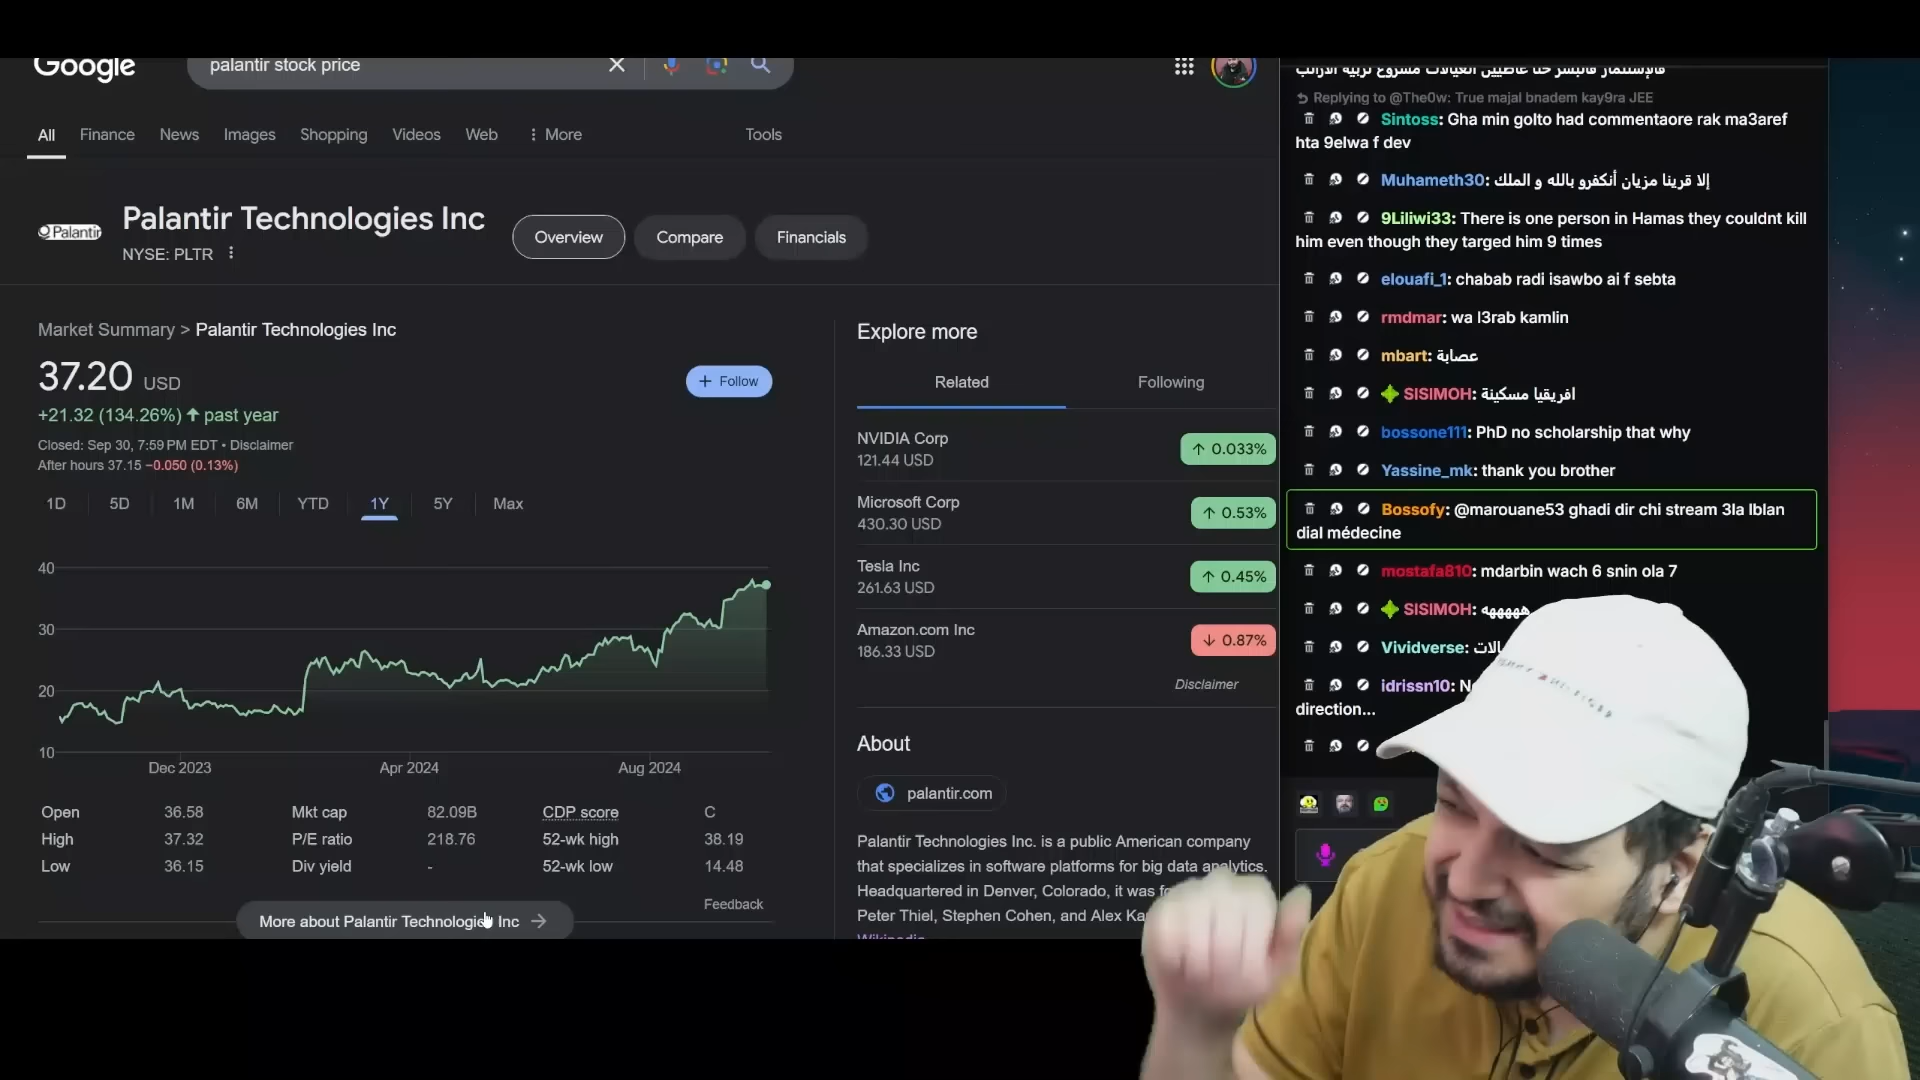 Google
palantir stock price
All Finance News Images Shopping Videos Web More Tools
Palantir
Palantir Technologies Inc
NYSE: PLTR
Overview Compare Financials
Market Summary > Palantir Technologies Inc
37.20 USD
+ Follow
+21.32 (134.26%) ↑ past year
Closed: Sep 30, 7:59 PM EDT • Disclaimer
After hours 37.15 −0.050 (0.13%)
1D 5D 1M 6M YTD 1Y 5Y Max
40
30
20
10
Dec 2023 Apr 2024 Aug 2024
Open 36.58 Mkt cap 82.09B CDP score C
High 37.32 P/E ratio 218.76 52-wk high 38.19
Low 36.15 Div yield - 52-wk low 14.48
Feedback
More about Palantir Technologies Inc →
Explore more
Related Following
NVIDIA Corp
121.44 USD
↑ 0.033%
Microsoft Corp
430.30 USD
↑ 0.53%
Tesla Inc
261.63 USD
↑ 0.45%
Amazon.com Inc
186.33 USD
↓ 0.87%
Disclaimer
About
palantir.com
Palantir Technologies Inc. is a public American company
that specializes in software platforms for big data analytics.
Headquartered in Denver, Colorado, it was
Peter Thiel, Stephen Cohen, and Alex
Wikipedia
Replying to @The0w: True majal bnadem kay9ra JEE
Sintoss: Gha min golto had commentaore rak ma3aref
hta 9elwa f dev
Muhameth30: إلا قرينا مزيان أنكفرو بالله و الملك
9Liliwi33: There is one person in Hamas they couldnt kill
him even though they targed him 9 times
elouafi_1: chabab radi isawbo ai f sebta
rmdmar: wa l3rab kamlin
mbart: عصابة
SISIMOH: افريقيا مسكينة
bossone111: PhD no scholarship that why
Yassine_mk: thank you brother
Bossofy: @marouane53 ghadi dir chi stream 3la lblan
dial médecine
mostafa810: mdarbin wach 6 snin ola 7
SISIMOH:
Vividverse:
idrissn10:
direction...